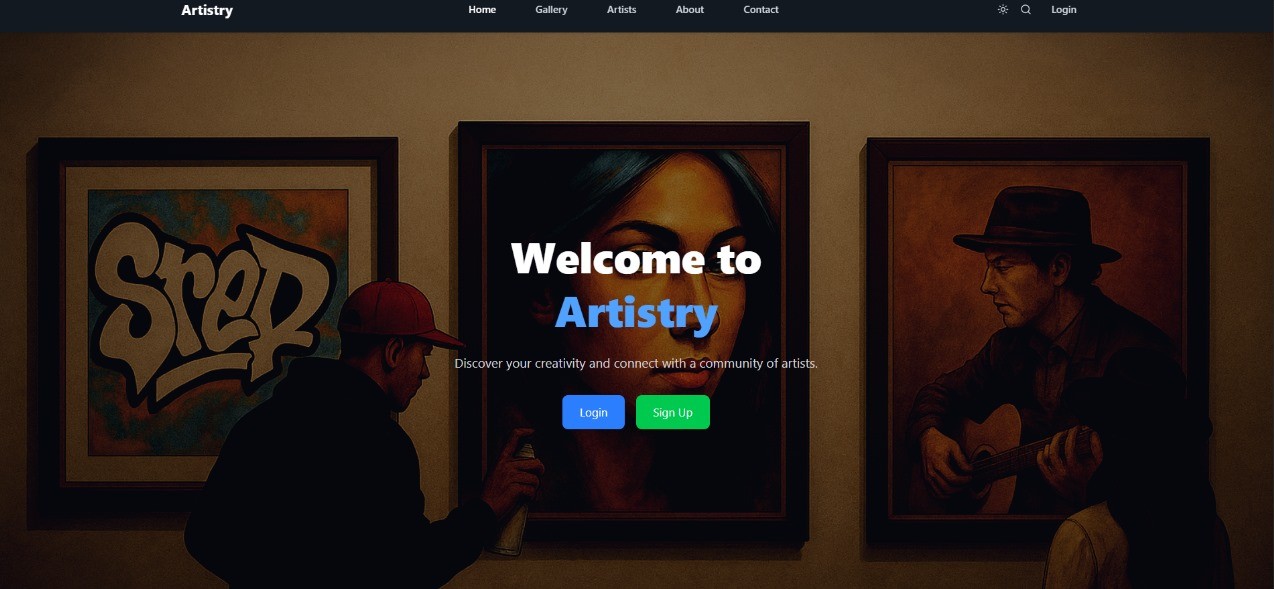 Artistry
Home Gallery Artists About Contact
Login
Welcome to
Artistry
Discover your creativity and connect with a community of artists.
Login Sign Up